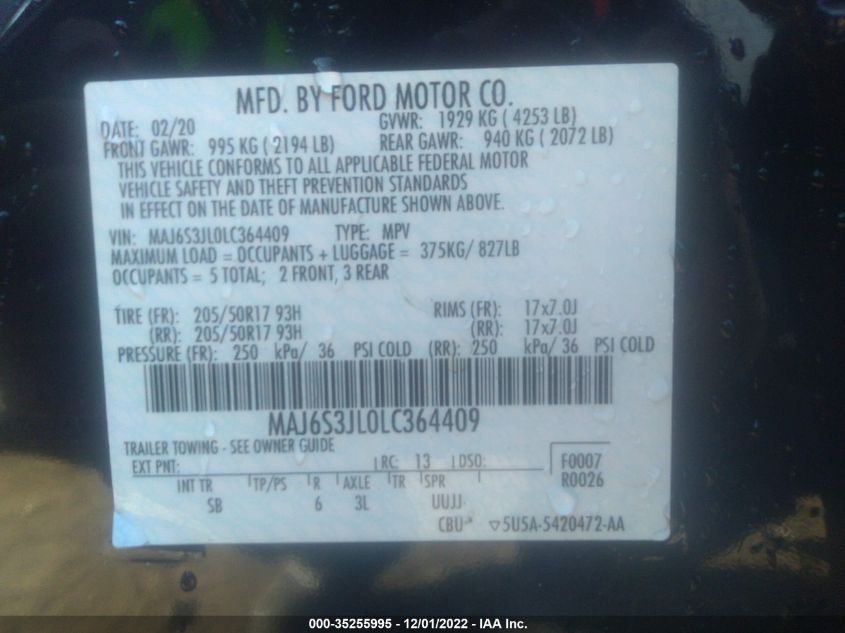 MFD. BY FORD MOTOR CO.
DATE: 02/20 GVWR: 1929 KG ( 4253 LB)
FRONT GAWR: 995 KG ( 2194 LB) REAR GAWR: 940 KG ( 2072 LB)
THIS VEHICLE CONFORMS TO ALL APPLICABLE FEDERAL MOTOR
VEHICLE SAFETY AND THEFT PREVENTION STANDARDS
IN EFFECT ON THE DATE OF MANUFACTURE SHOWN ABOVE.
VIN: MAJ6S3JL0LC364409 TYPE: MPV
MAXIMUM LOAD = OCCUPANTS + LUGGAGE = 375KG/ 827LB
OCCUPANTS = 5 TOTAL; 2 FRONT, 3 REAR
TIRE (FR): 205/50R17 93H RIMS (FR): 17x7.0J
(RR): 205/50R17 93H (RR): 17x7.0J
PRESSURE (FR): 250 kPa/ 36 PSI COLD (RR): 250 kPa/ 36 PSI COLD
MAJ6S3JL0LC364409
TRAILER TOWING - SEE OWNER GUIDE
EXT PNT: RC: 13 DSO: F0007
R0026
INT TR TP/PS R AXLE TR SPR
SB 6 3L UUJJ
CBU 5U5A-5420472-AA
000-35255995 - 12/01/2022 - IAA Inc.